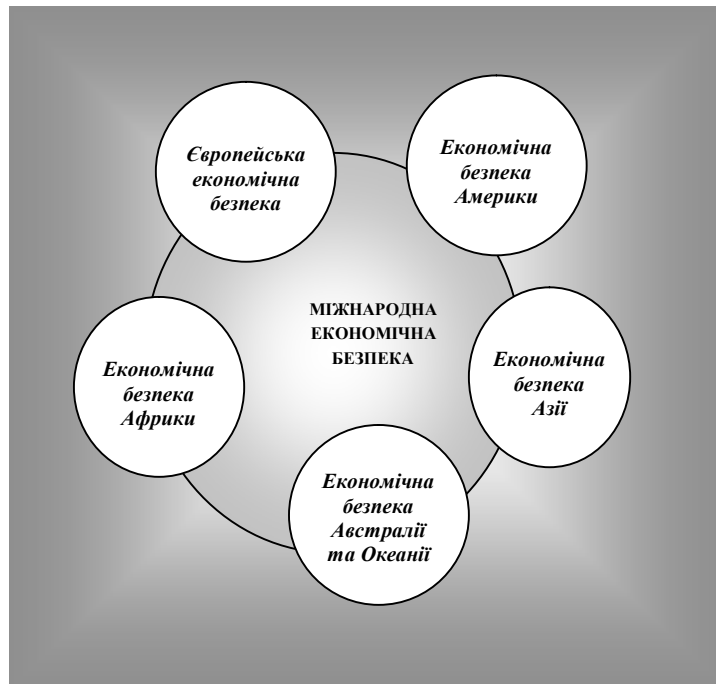 Європейська
економічна
безпека
Економічна
безпека
Америки
МІЖНАРОДНА
ЕКОНОМІЧНА
БЕЗПЕКА
Економічна
безпека
Африки
Економічна
безпека
Азії
Економічна
безпека
Австралії
та Океанії